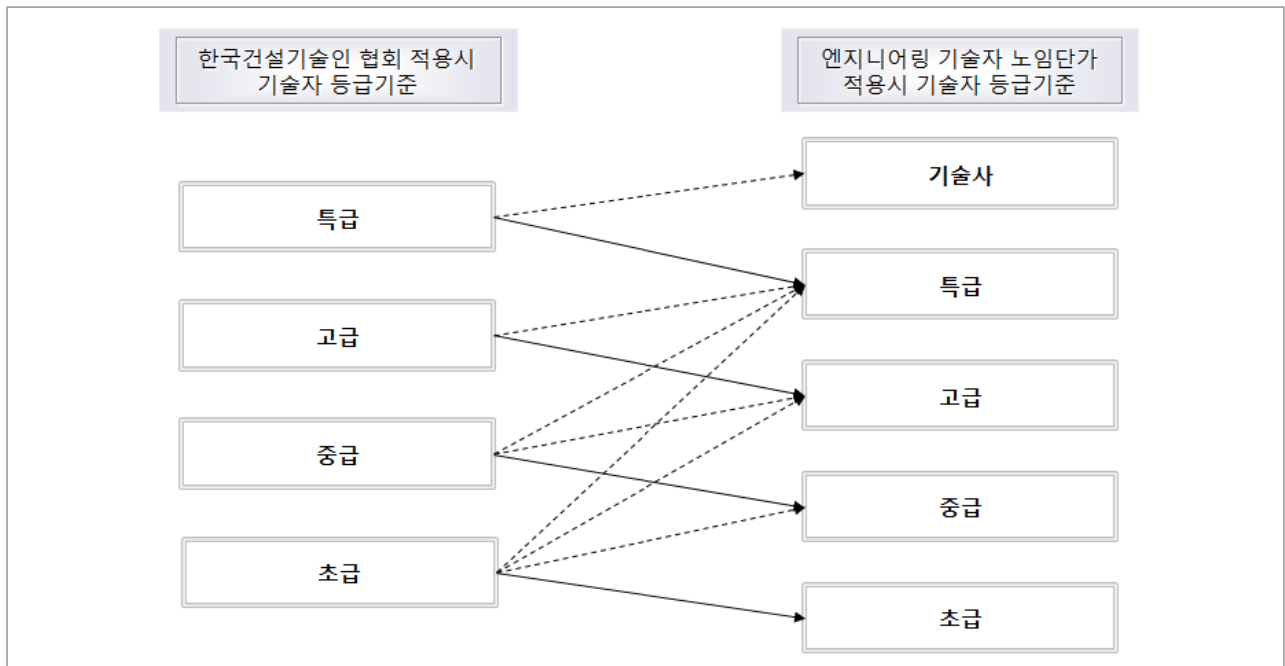 한국건설기술인 협회 적용시
기술자 등급기준
엔지니어링 기술자 노임단가
적용시 기술자 등급기준
특급
고급
중급
초급
기술사
특급
고급
중급
초급